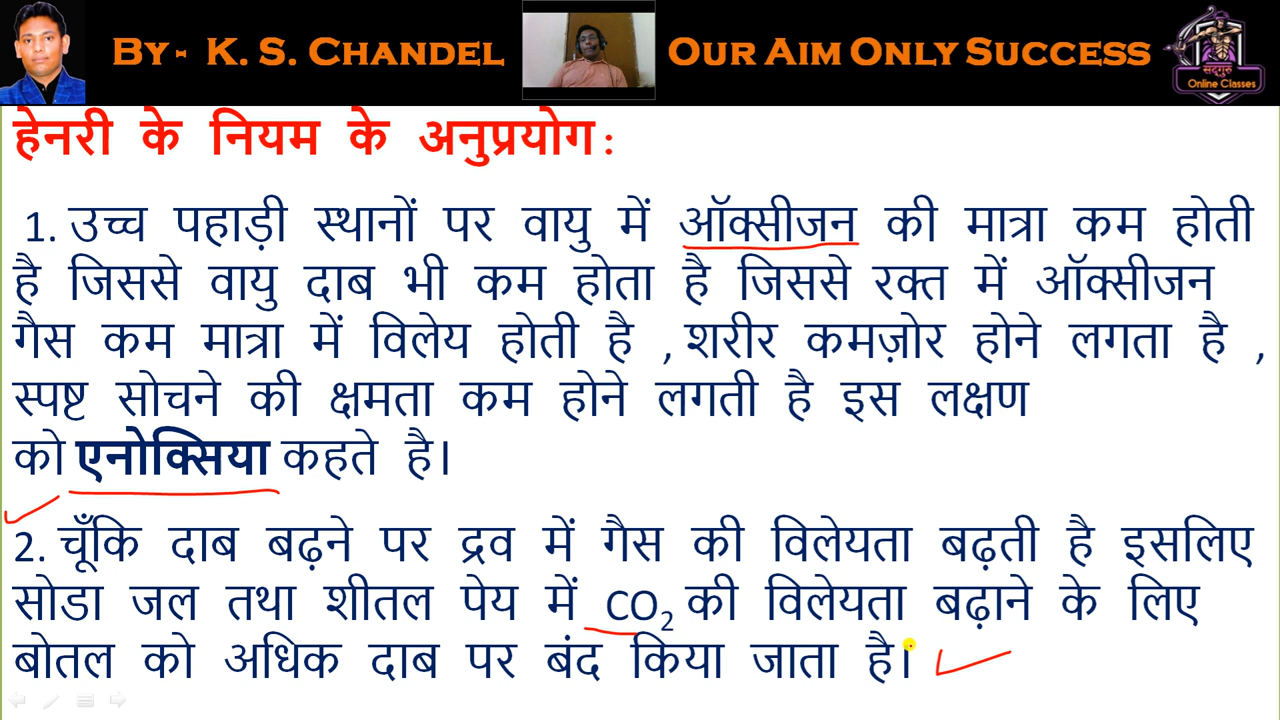 BY - K. S. CHANDEL
OUR AIM ONLY SUCCESS
सद्गुरु
Online Classes
हेनरी के नियम के अनुप्रयोग:
1. उच्च पहाड़ी स्थानों पर वायु में ऑक्सीजन की मात्रा कम होती
है जिससे वायु दाब भी कम होता है जिससे रक्त में ऑक्सीजन
गैस कम मात्रा में विलेय होती है , शरीर कमज़ोर होने लगता है ,
स्पष्ट सोचने की क्षमता कम होने लगती है इस लक्षण
को एनोक्सिया कहते है।
2. चूँकि दाब बढ़ने पर द्रव में गैस की विलेयता बढ़ती है इसलिए
सोडा जल तथा शीतल पेय में CO₂ की विलेयता बढ़ाने के लिए
बोतल को अधिक दाब पर बंद किया जाता है।